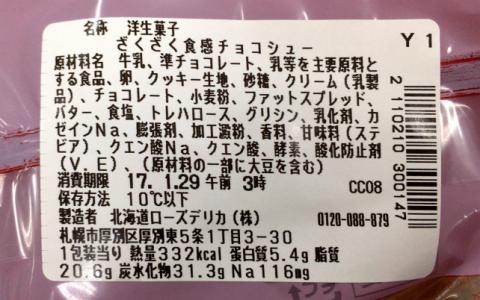 名称 洋生菓子
ざくざく食感チョコシュー
Y 1
原材料名 牛乳、準チョコレート、乳等を主要原料と
する食品、卵、クッキー生地、砂糖、クリーム(乳製
品)、チョコレート、小麦粉、ファットスプレッド、
バター、食塩、トレハロース、グリシン、乳化剤、カ
ゼインNa、膨張剤、加工澱粉、香料、甘味料(ステ
ビア)、クエン酸Na、クエン酸、酵素、酸化防止剤
(V.E)、(原材料の一部に大豆を含む)
消費期限 17. 1.29 午前 3時
CC08
保存方法 10℃以下
製造者 北海道ローズデリカ(株) 0120-088-879
札幌市厚別区厚別東5条1丁目3-30
1包装当り 熱量332kcal 蛋白質5.4g 脂質
20.6g 炭水化物31.3g Na116mg
2 110210 300147